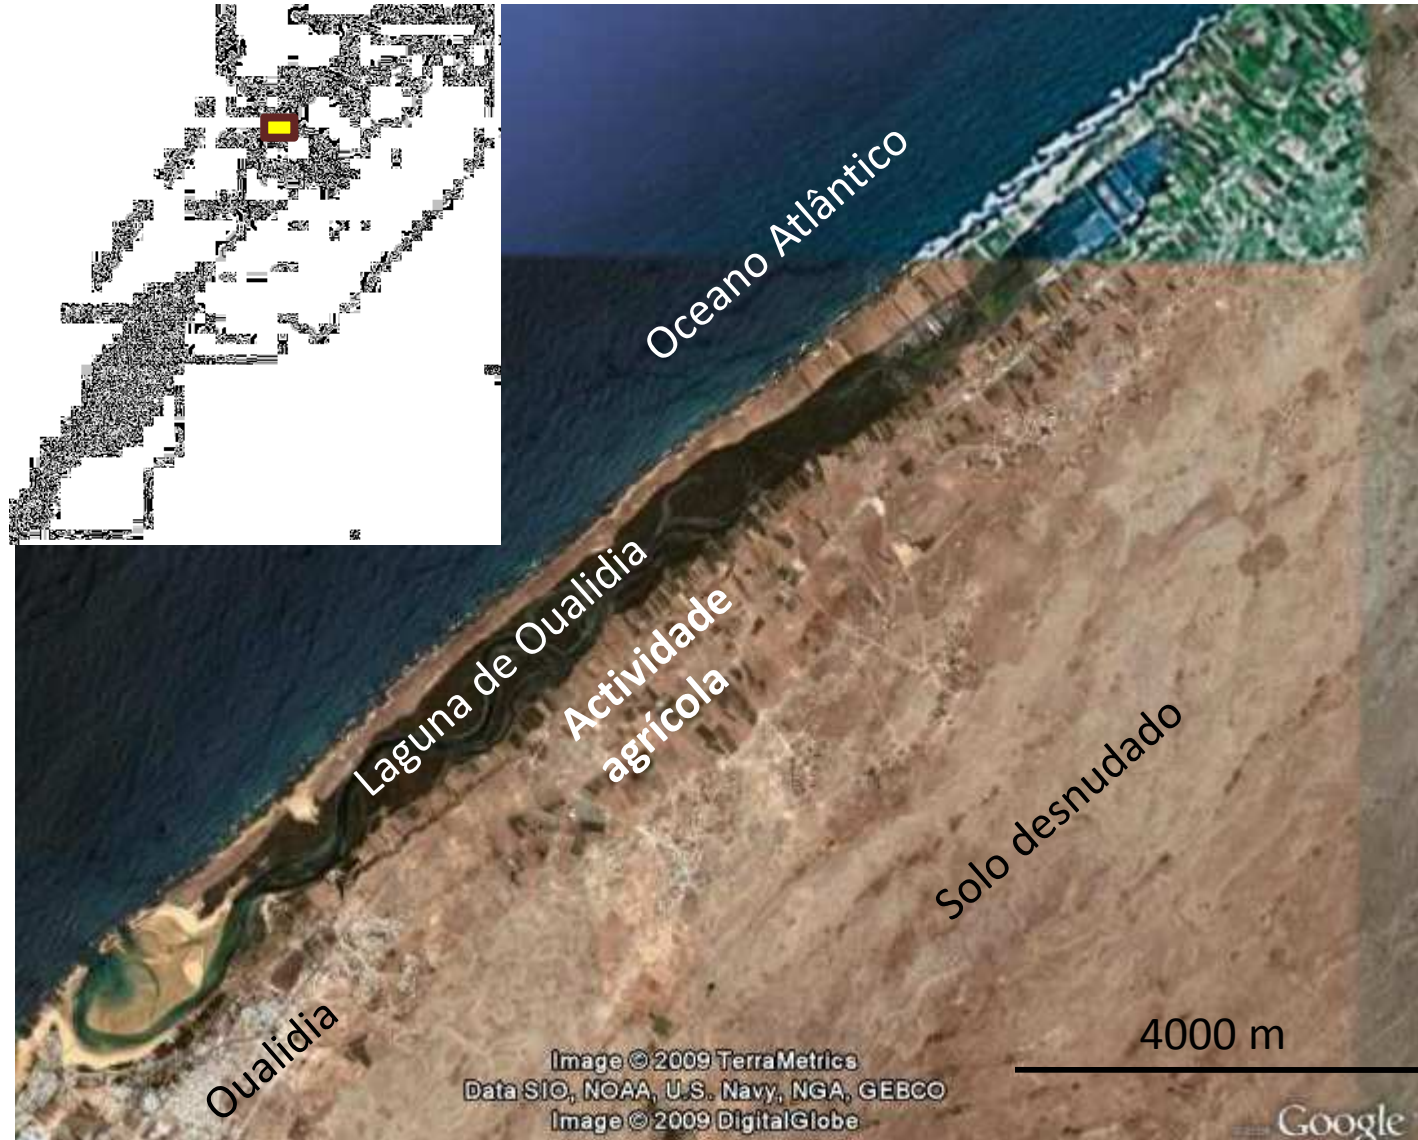 Oceano Atlântico
Laguna de Oualidia
Actividade
agrícola
Solo desnudado
Oualidia
4000 m
Image © 2009 TerraMetrics
Data SIO, NOAA, U.S. Navy, NGA, GEBCO
Image © 2009 DigitalGlobe
Google